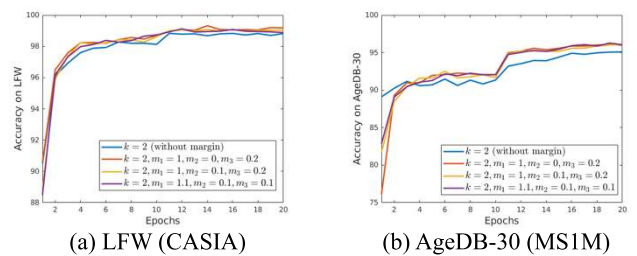 100
98
96
94
92
90
88
Accuracy on LFW
k = 2 (without margin)
k = 2, m₁ = 1, m₂ = 0, m₃ = 0.2
k = 2, m₁ = 1, m₂ = 0.1, m₃ = 0.2
k = 2, m₁ = 1.1, m₂ = 0.1, m₃ = 0.1
2 4 6 8 10 12 14 16 18 20
Epochs
(a) LFW (CASIA)
100
95
90
85
80
75
Accuracy on AgeDB-30
k = 2 (without margin)
k = 2, m₁ = 1, m₂ = 0, m₃ = 0.2
k = 2, m₁ = 1, m₂ = 0.1, m₃ = 0.2
k = 2, m₁ = 1.1, m₂ = 0.1, m₃ = 0.1
2 4 6 8 10 12 14 16 18 20
Epochs
(b) AgeDB-30 (MS1M)